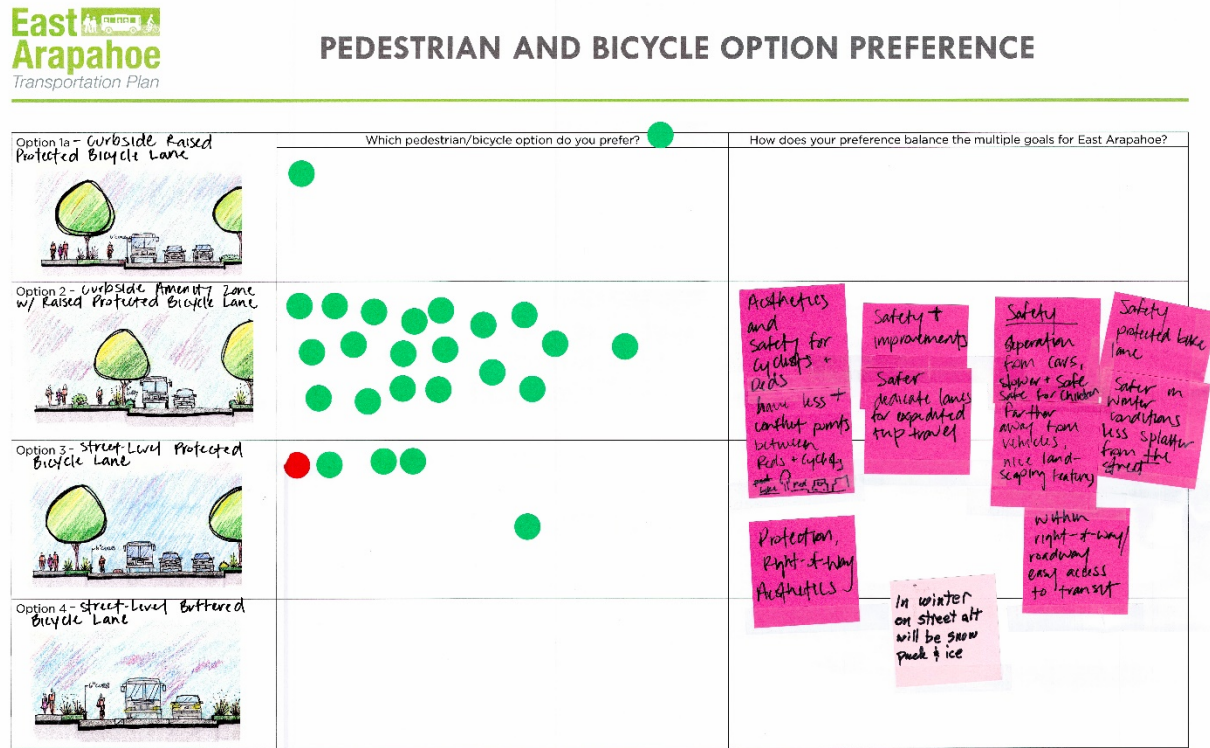 East
Arapahoe
Transportation Plan
PEDESTRIAN AND BICYCLE OPTION PREFERENCE
Which pedestrian/bicycle option do you prefer?
How does your preference balance the multiple goals for East Arapahoe?
Option 1a - Curbside Raised
Protected Bicycle Lane
Option 2 - Curbside Amenity Zone
w/ Raised Protected Bicycle Lane
Aesthetics
and
safety for
cyclists +
peds
have less +
conflict points
between
Peds + cyclists
Safety +
improvements
Safer
dedicate lanes
for expedited
trip travel
Safety
seperation
from cars,
slower + safe
safe for children
Farther
away from
vehicles,
nice land-
scaping feature
Safety
protected bike
lane
Safer in
winter
conditions
less splatter
from the
street
Option 3 - Street-Level Protected
Bicycle Lane
Protection,
Right-of-Way
Aesthetics
within
right-of-way/
roadway
easy access
to transit
Option 4 - Street-Level Buffered
Bicycle Lane
In winter
on street alt
will be snow
pack & ice